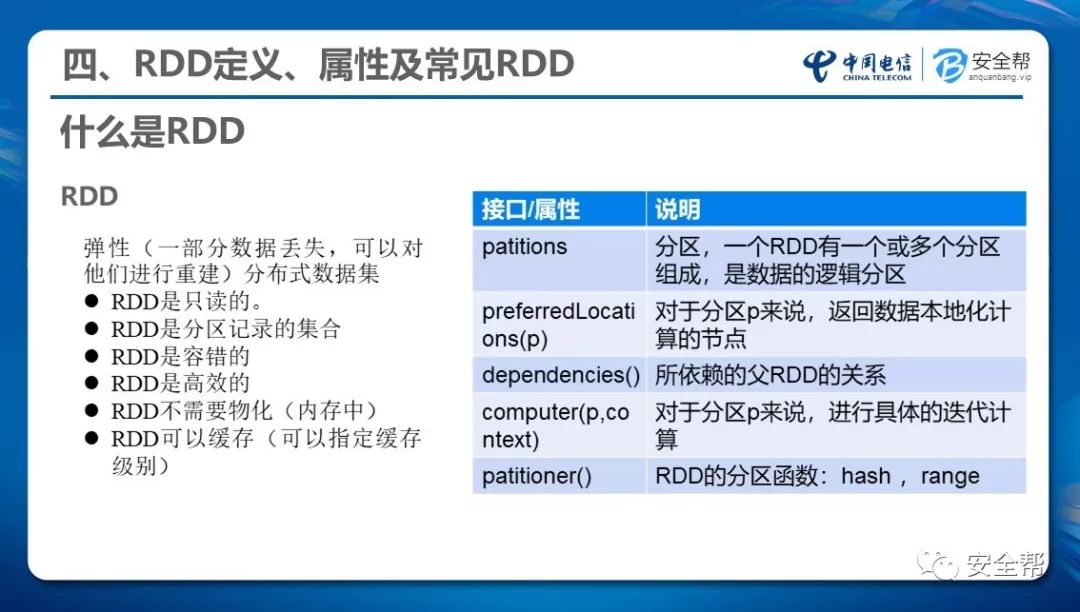 四、RDD定义、属性及常见RDD
中国电信
CHINA TELECOM
安全帮
anquanbang.vip
什么是RDD
RDD
弹性（一部分数据丢失，可以对
他们进行重建）分布式数据集
● RDD是只读的。
● RDD是分区记录的集合
● RDD是容错的
● RDD是高效的
● RDD不需要物化（内存中）
● RDD可以缓存（可以指定缓存
级别）
接口/属性 说明
patitions 分区，一个RDD有一个或多个分区
组成，是数据的逻辑分区
preferredLocati 对于分区p来说，返回数据本地化计
ons(p) 算的节点
dependencies() 所依赖的父RDD的关系
computer(p,co 对于分区p来说，进行具体的迭代计
ntext) 算
patitioner() RDD的分区函数：hash ，range
安全帮